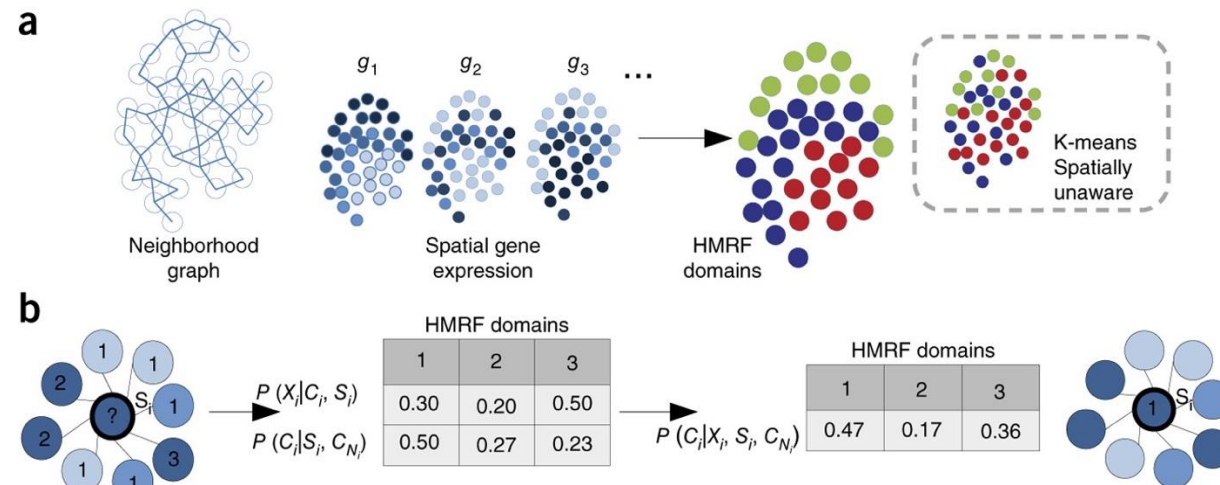 a
g1 g2 g3 ...
K-means
Spatially
unaware
Neighborhood
graph
Spatial gene
expression
HMRF
domains
b
HMRF domains
1 2 3
P (Xi|Ci, Si)
0.30 0.20 0.50
P (Ci|Si, CNi)
0.50 0.27 0.23
1
1
2
Si
1
?
2
3
1
1
HMRF domains
1 2 3
P (Ci|Xi, Si, CNi)
0.47 0.17 0.36
Si
1